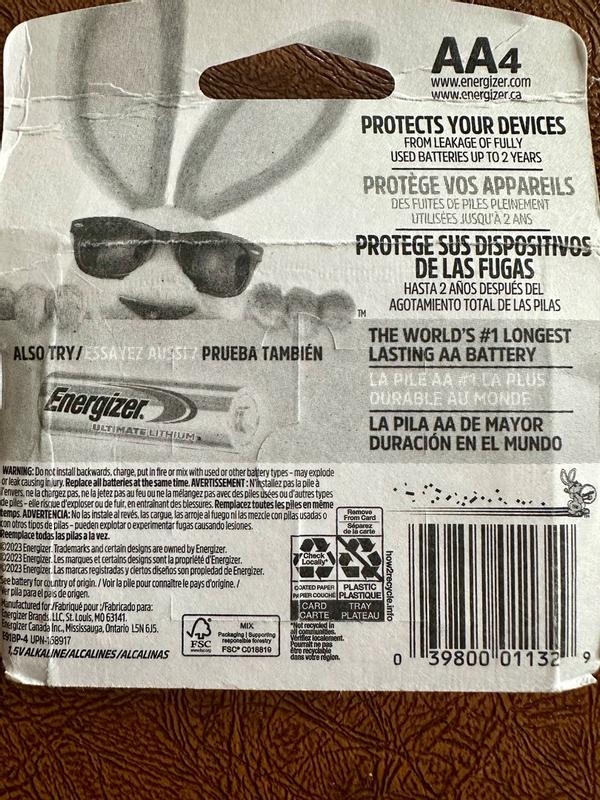 AA4
www.energizer.com
www.energizer.ca
PROTECTS YOUR DEVICES
FROM LEAKAGE OF FULLY
USED BATTERIES UP TO 2 YEARS
PROTÈGE VOS APPAREILS
DES FUITES DE PILES PLEINEMENT
UTILISÉES JUSQU'À 2 ANS
PROTEGE SUS DISPOSITIVOS
DE LAS FUGAS
HASTA 2 AÑOS DESPUÉS DEL
AGOTAMIENTO TOTAL DE LAS PILAS
TM
ALSO TRY/ESSAYEZ AUSSI/ PRUEBA TAMBIÉN
Energizer
ULTIMATE LITHIUM
THE WORLD'S #1 LONGEST
LASTING AA BATTERY
LA PILE AA #1 LA PLUS
DURABLE AU MONDE
LA PILA AA DE MAYOR
DURACIÓN EN EL MUNDO
WARNING: Do not install backwards, charge, put in fire or mix with used or other battery types – may explode
or leak causing injury. Replace all batteries at the same time. AVERTISSEMENT : N'installez pas la pile à
l'envers, ne la chargez pas, ne la jetez pas au feu ou ne la mélangez pas avec des piles usées ou d'autres types
de piles – elle risque d'exploser ou de fuir, en entraînant des blessures. Remplacez toutes les piles en même
temps. ADVERTENCIA: No las instale al revés, las cargue, las arroje al fuego ni las mezcle con pilas usadas o
con otros tipos de pilas – pueden explotar o experimentar fugas causando lesiones.
Reemplace todas las pilas a la vez.
©2023 Energizer. Trademarks and certain designs are owned by Energizer.
©2023 Energizer. Les marques et certains designs sont la propriété d'Energizer.
©2023 Energizer. Las marcas registradas y ciertos diseños son propiedad de Energizer.
See battery for country of origin. / Voir la pile pour connaître le pays d'origine. /
Ver pila para el país de origen.
Manufactured for/Fabriqué pour :/Fabricado para:
Energizer Brands, LLC, St. Louis, MO 63141.
Energizer Canada Inc., Mississauga, Ontario L5N 6J5.
E91BP-4 UPN-158917
1,5V ALKALINE/ALCALINES/ALCALINAS
FSC
www.fsc.org
MIX
Packaging | Supporting
responsible forestry
FSC® C018819
Remove
From Card
Séparez
de la carte
Check
Locally*
COATED PAPER
PAPIER COUCHÉ
CARD
CARTE
PLASTIC
PLASTIQUE
TRAY
PLATEAU
*Not recycled in
all communities.
Vérifiez localement.
Pourrait ne pas
être recyclable
dans votre région.
how2recycle.info
0 39800 01132 9